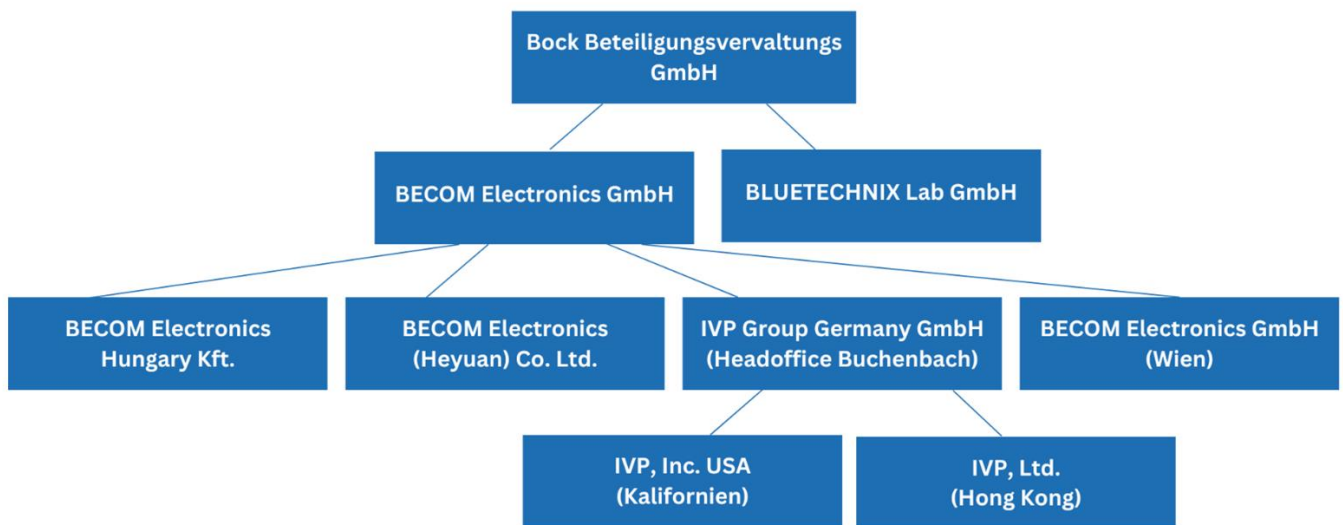 Bock Beteiligungsvervaltungs
GmbH
BECOM Electronics GmbH
BLUETECHNIX Lab GmbH
BECOM Electronics
Hungary Kft.
BECOM Electronics
(Heyuan) Co. Ltd.
IVP Group Germany GmbH
(Headoffice Buchenbach)
BECOM Electronics GmbH
(Wien)
IVP, Inc. USA
(Kalifornien)
IVP, Ltd.
(Hong Kong)